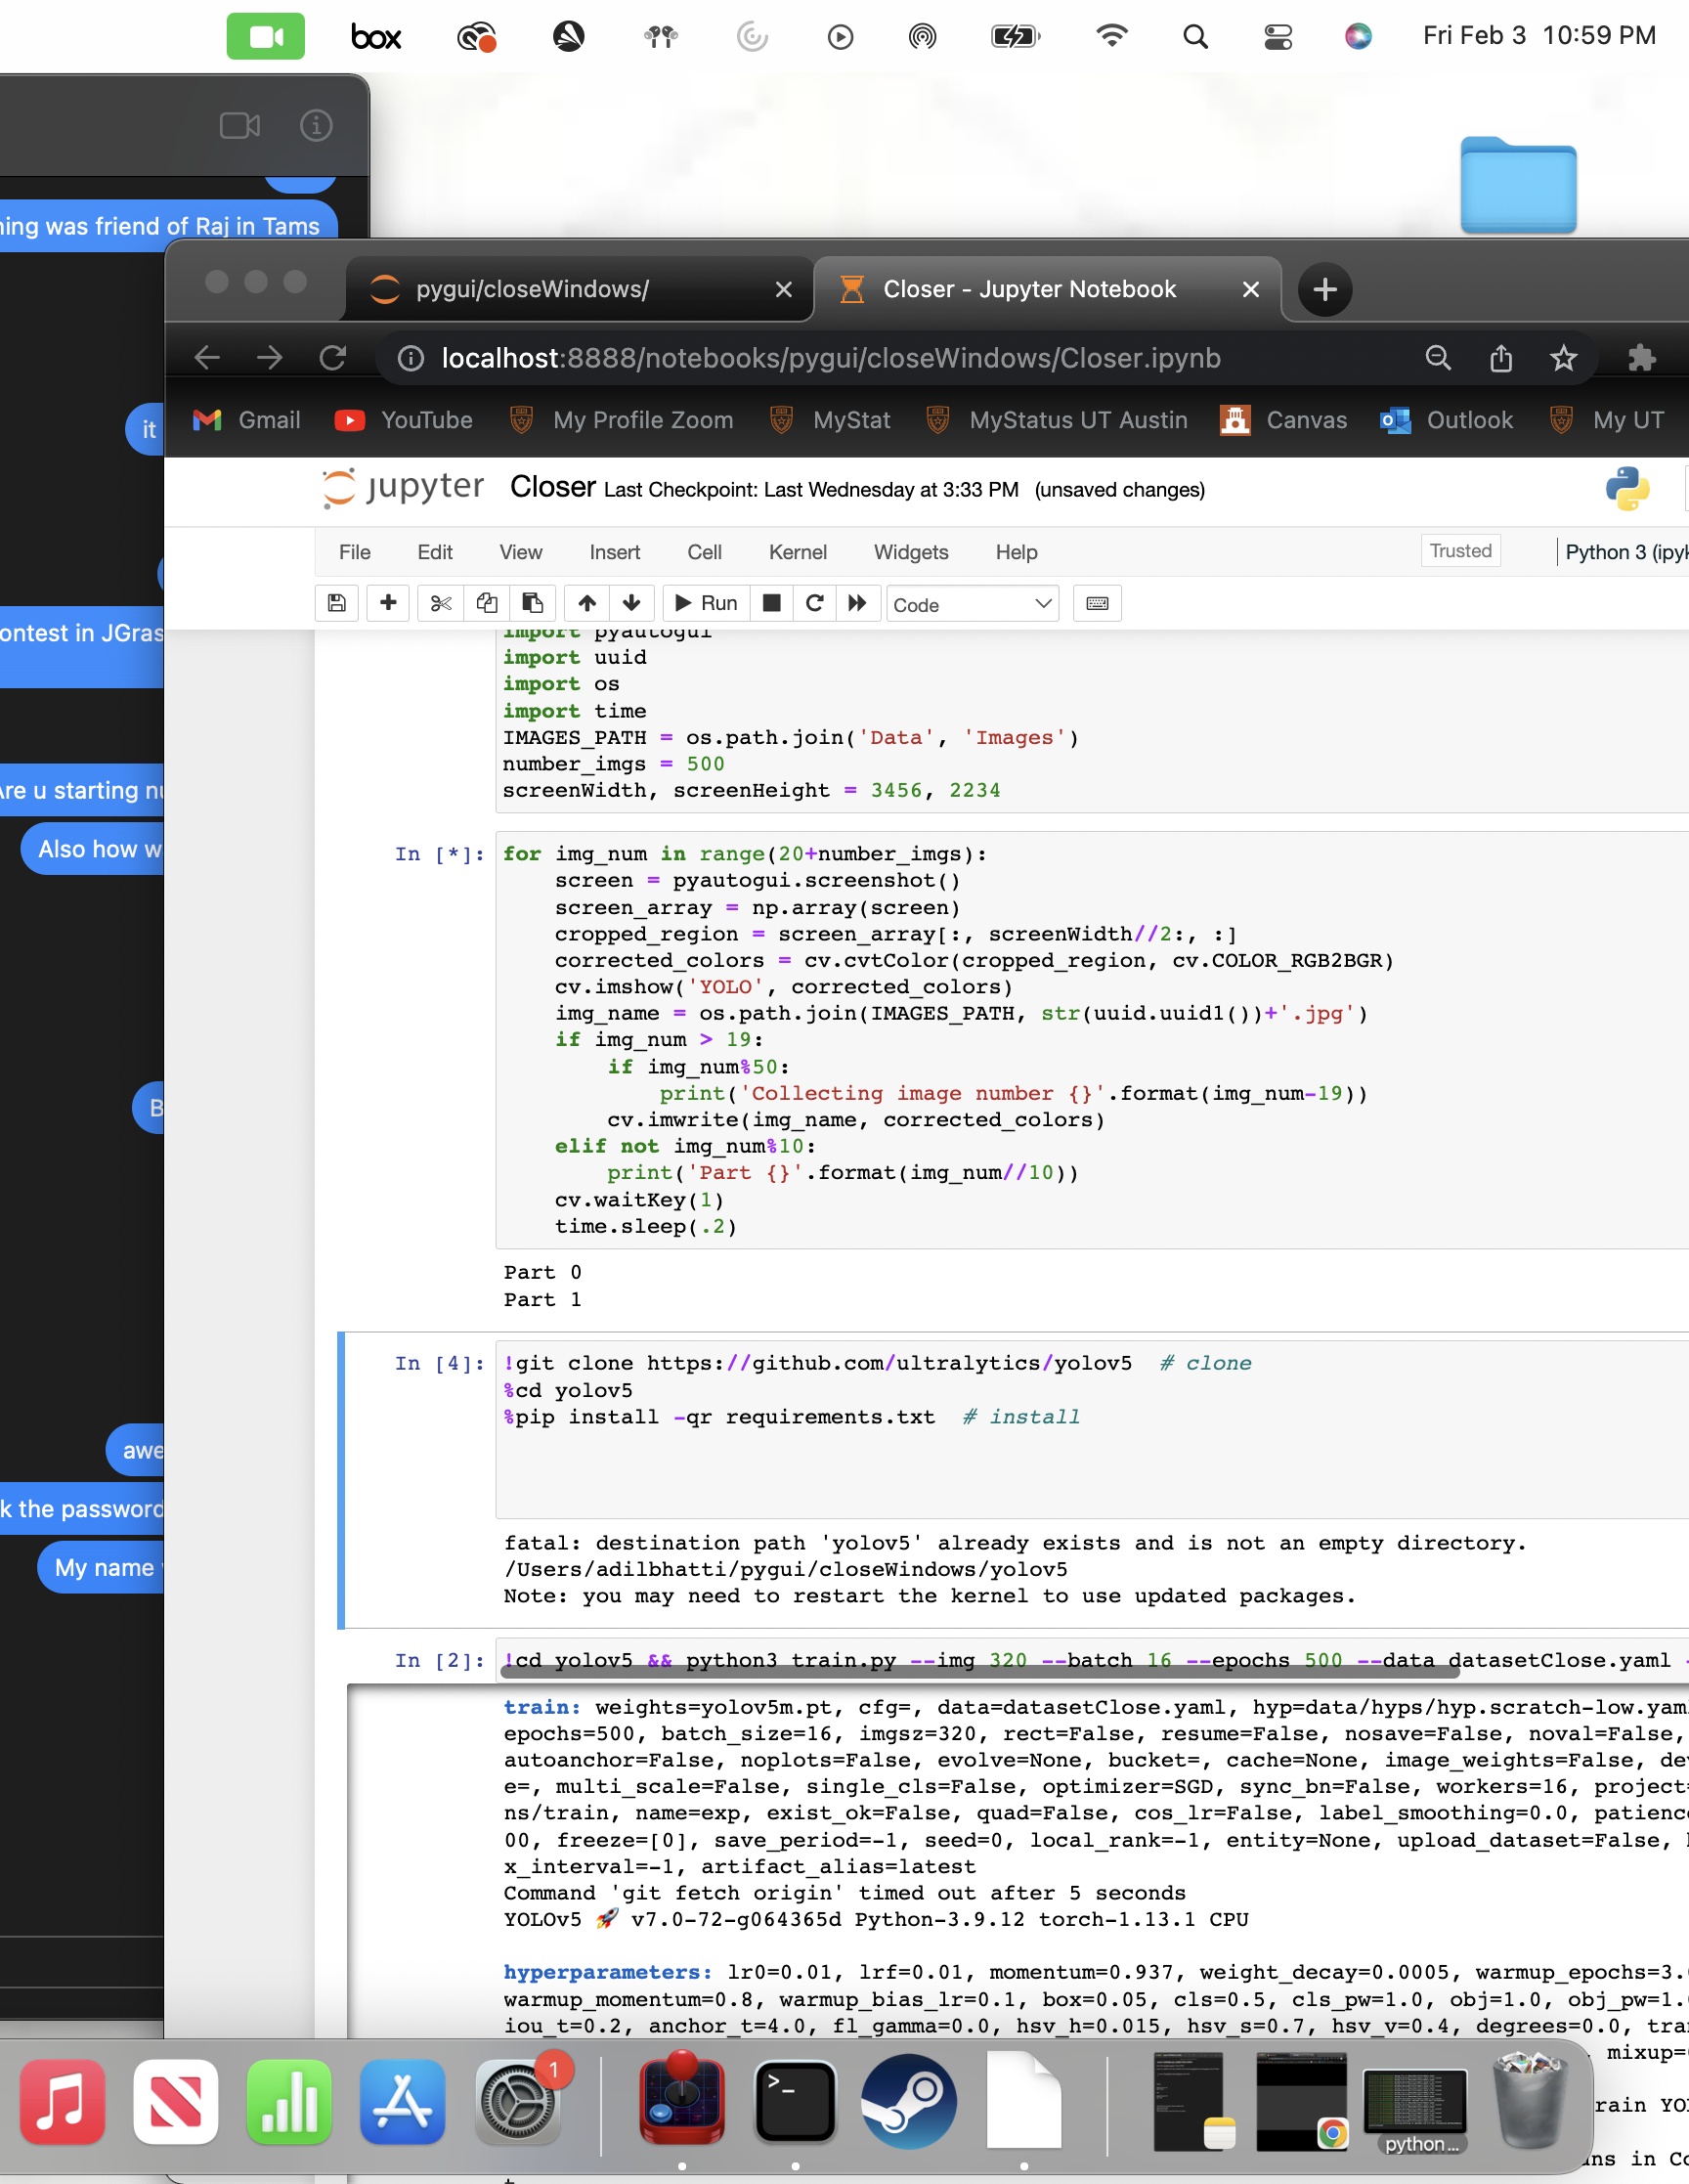 box
Fri Feb 3 10:59 PM
ning was friend of Raj in Tams
pygui/closeWindows/
Closer - Jupyter Notebook
localhost:8888/notebooks/pygui/closeWindows/Closer.ipynb
it
Gmail
YouTube
My Profile Zoom
MyStat
MyStatus UT Austin
Canvas
Outlook
My UT
jupyter Closer Last Checkpoint: Last Wednesday at 3:33 PM (unsaved changes)
File Edit View Insert Cell Kernel Widgets Help
Trusted
Python 3 (ipyk
Run
Code
ontest in JGras
import pyautogui
import uuid
import os
import time
IMAGES_PATH = os.path.join('Data', 'Images')
number_imgs = 500
screenWidth, screenHeight = 3456, 2234
Are u starting nu
Also how w
In [*]:
for img_num in range(20+number_imgs):
    screen = pyautogui.screenshot()
    screen_array = np.array(screen)
    cropped_region = screen_array[:, screenWidth//2:, :]
    corrected_colors = cv.cvtColor(cropped_region, cv.COLOR_RGB2BGR)
    cv.imshow('YOLO', corrected_colors)
    img_name = os.path.join(IMAGES_PATH, str(uuid.uuid1())+'.jpg')
    if img_num > 19:
        if img_num%50:
            print('Collecting image number {}'.format(img_num-19))
        cv.imwrite(img_name, corrected_colors)
    elif not img_num%10:
        print('Part {}'.format(img_num//10))
    cv.waitKey(1)
    time.sleep(.2)
B
Part 0
Part 1
In [4]:
!git clone https://github.com/ultralytics/yolov5  # clone
%cd yolov5
%pip install -qr requirements.txt  # install
awe
k the password
My name
fatal: destination path 'yolov5' already exists and is not an empty directory.
/Users/adilbhatti/pygui/closeWindows/yolov5
Note: you may need to restart the kernel to use updated packages.
In [2]:
!cd yolov5 && python3 train.py --img 320 --batch 16 --epochs 500 --data datasetClose.yaml -
train: weights=yolov5m.pt, cfg=, data=datasetClose.yaml, hyp=data/hyps/hyp.scratch-low.yaml
epochs=500, batch_size=16, imgsz=320, rect=False, resume=False, nosave=False, noval=False,
autoanchor=False, noplots=False, evolve=None, bucket=, cache=None, image_weights=False, dev
e=, multi_scale=False, single_cls=False, optimizer=SGD, sync_bn=False, workers=16, project=
ns/train, name=exp, exist_ok=False, quad=False, cos_lr=False, label_smoothing=0.0, patience
00, freeze=[0], save_period=-1, seed=0, local_rank=-1, entity=None, upload_dataset=False,
x_interval=-1, artifact_alias=latest
Command 'git fetch origin' timed out after 5 seconds
YOLOv5 🚀 v7.0-72-g064365d Python-3.9.12 torch-1.13.1 CPU
hyperparameters: lr0=0.01, lrf=0.01, momentum=0.937, weight_decay=0.0005, warmup_epochs=3.
warmup_momentum=0.8, warmup_bias_lr=0.1, box=0.05, cls=0.5, cls_pw=1.0, obj=1.0, obj_pw=1.
iou_t=0.2, anchor_t=4.0, fl_gamma=0.0, hsv_h=0.015, hsv_s=0.7, hsv_v=0.4, degrees=0.0, tra
mixup=
1
rain YO
python...
ns in Co